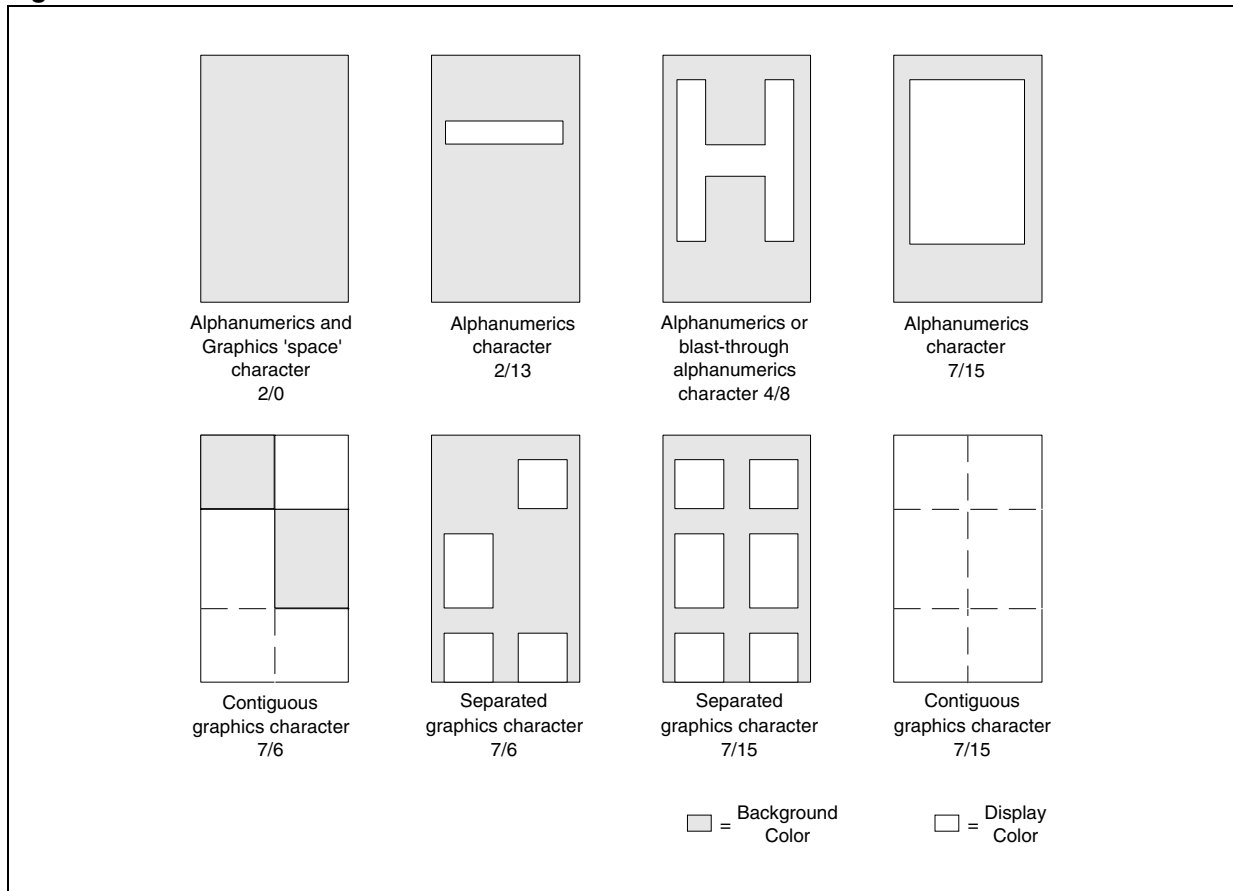 Alphanumerics and
Graphics 'space'
character
2/0
Alphanumerics
character
2/13
Alphanumerics or
blast-through
alphanumerics
character 4/8
Alphanumerics
character
7/15
Contiguous
graphics character
7/6
Separated
graphics character
7/6
Separated
graphics character
7/15
Contiguous
graphics character
7/15
= Background
Color
= Display
Color